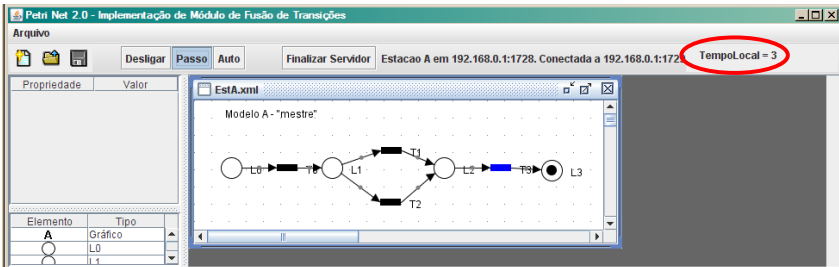 Petri Net 2.0 - Implementação de Módulo de Fusão de Transições
Arquivo
Desligar Passo Auto Finalizar Servidor Estacao A em 192.168.0.1:1728. Conectada a 192.168.0.1:1729 TempoLocal = 3
Propriedade Valor
EstA.xml
Modelo A - "mestre"
T1
L0 T0 L1 L2 T3 L3
T2
Elemento Tipo
A Gráfico
L0
L1